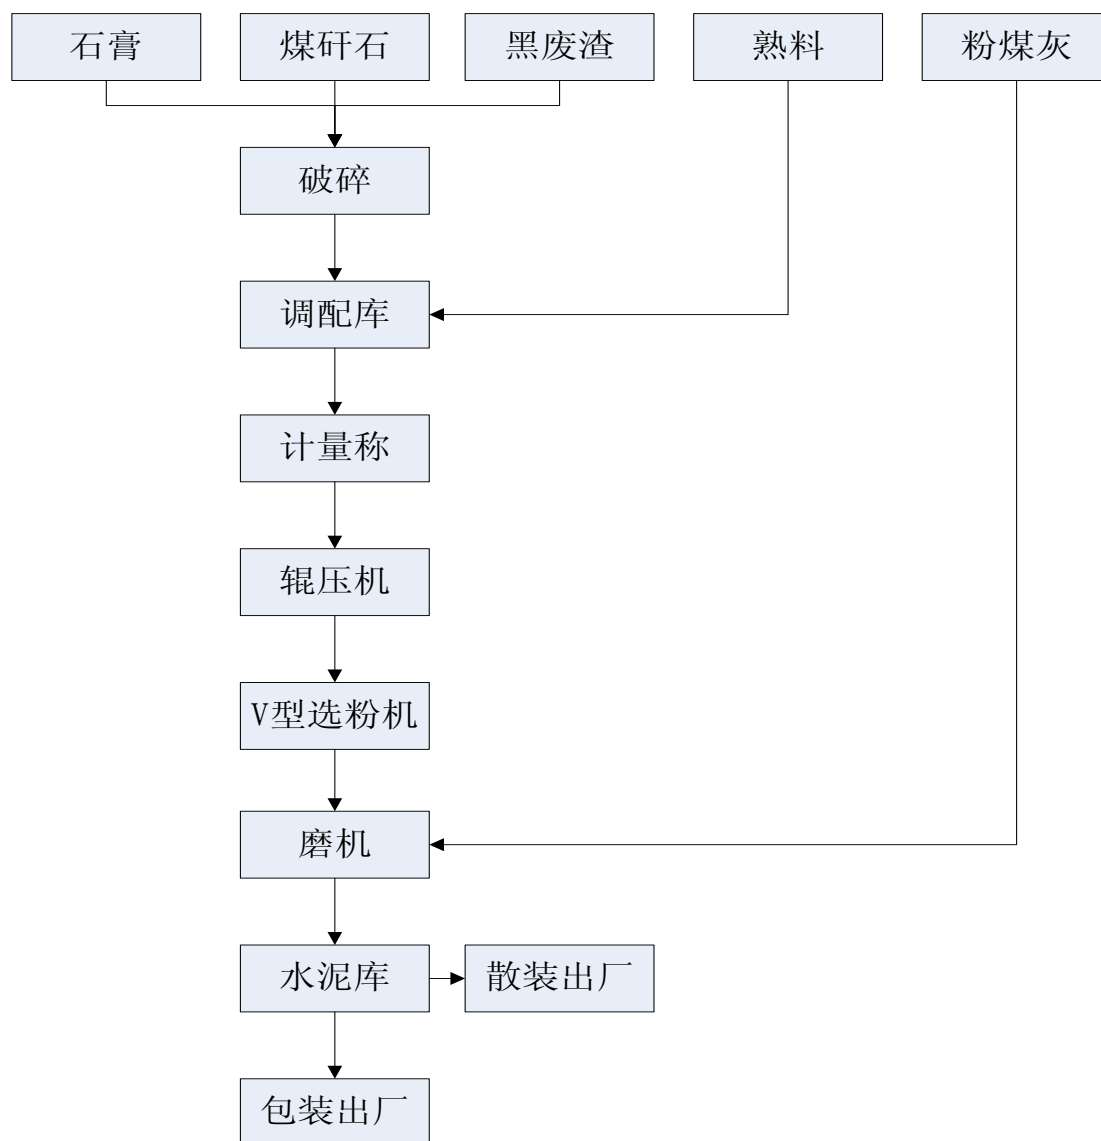 石膏
煤矸石
黑废渣
熟料
粉煤灰
破碎
调配库
计量称
辊压机
V型选粉机
磨机
水泥库
散装出厂
包装出厂